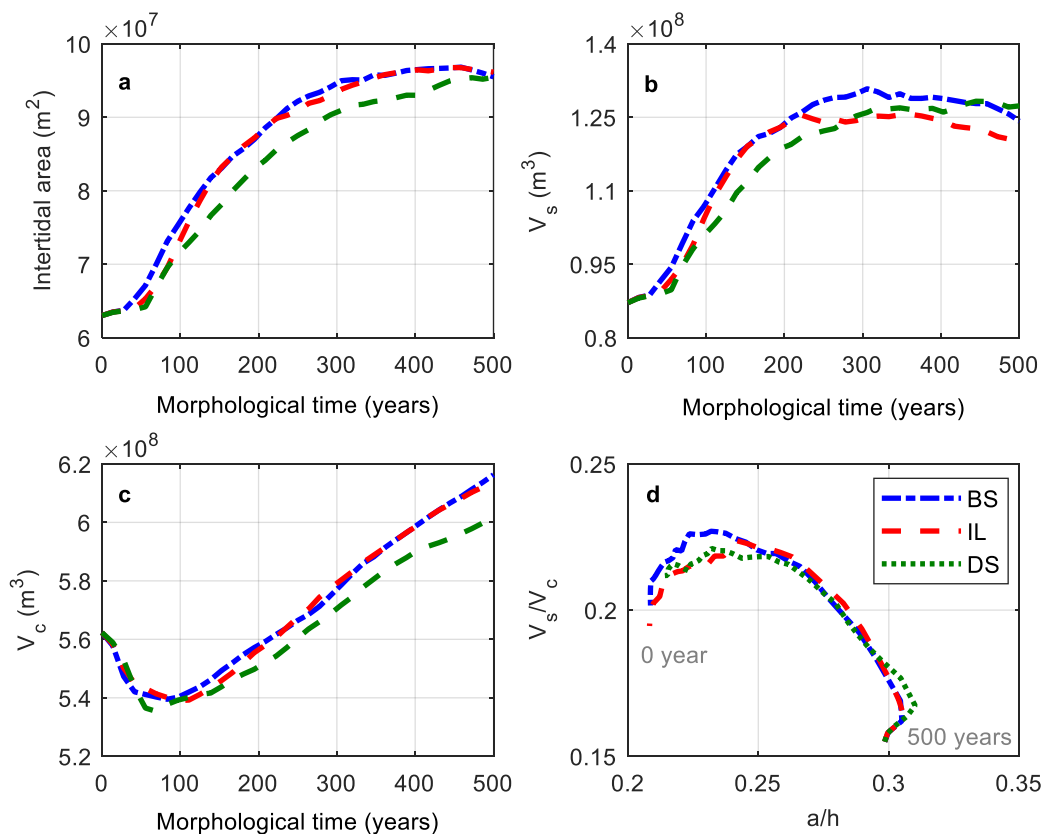 ×10⁷
10
9
8
7
6
a
Intertidal area (m²)
0 100 200 300 400 500
Morphological time (years)
×10⁸
1.4
1.25
1.1
0.95
0.8
b
V_s (m³)
0 100 200 300 400 500
Morphological time (years)
×10⁸
6.2
6
5.8
5.6
5.4
5.2
c
V_c (m³)
0 100 200 300 400 500
Morphological time (years)
0.25
0.2
0.15
d
V_s/V_c
BS
IL
DS
0 year
500 years
0.2 0.25 0.3 0.35
a/h